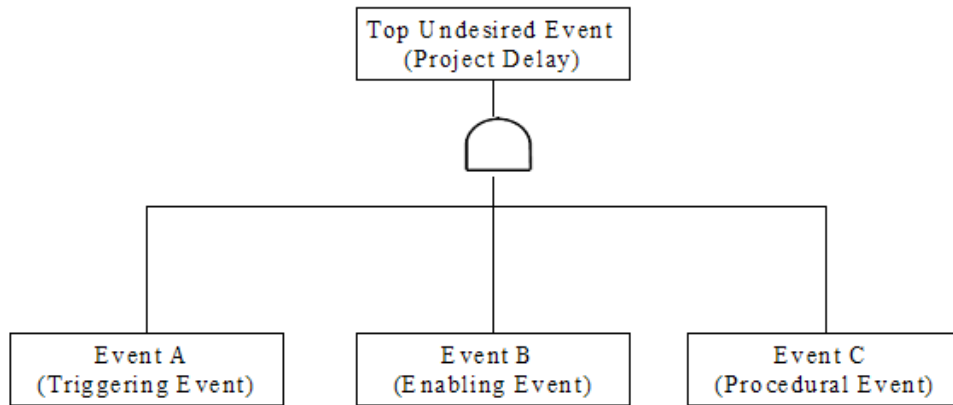 Top Undesired Event
(Project Delay)
Event A
(Triggering Event)
Event B
(Enabling Event)
Event C
(Procedural Event)